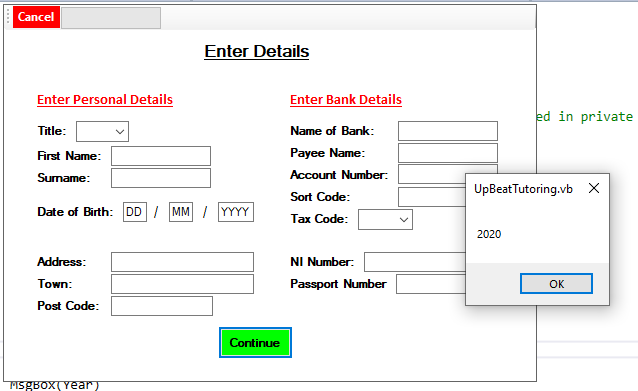 Cancel
Enter Details
Enter Personal Details
Enter Bank Details
ed in private
Title:
Name of Bank:
First Name:
Payee Name:
Surname:
Account Number:
UpBeatTutoring.vb
Sort Code:
Date of Birth: DD / MM / YYYY
Tax Code:
2020
Address:
NI Number:
Town:
Passport Number
OK
Post Code:
Continue
MsgBox(Year)